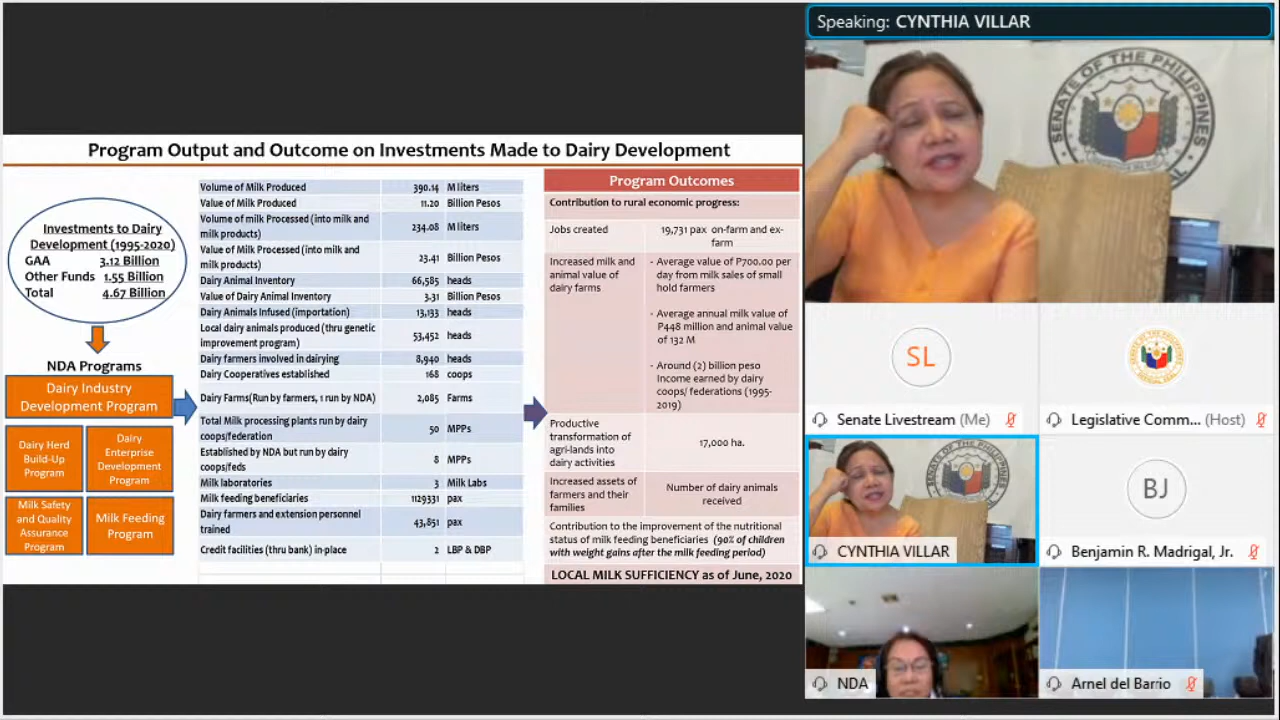 Speaking: CYNTHIA VILLAR
SENATE OF THE PHILIPPINES
Program Output and Outcome on Investments Made to Dairy Development
Investments to Dairy
Development (1995-2020)
GAA 3.12 Billion
Other Funds 1.55 Billion
Total 4.67 Billion
NDA Programs
Dairy Industry
Development Program
Dairy Herd
Build-Up
Program
Dairy
Enterprise
Development
Program
Milk Safety
and Quality
Assurance
Program
Milk Feeding
Program
Volume of Milk Produced 390.14 M liters
Value of Milk Produced 11.20 Billion Pesos
Volume of milk Processed (into milk and
milk products) 234.08 M liters
Value of Milk Processed (into milk and
milk products) 23.41 Billion Pesos
Dairy Animal Inventory 66,585 heads
Value of Dairy Animal Inventory 3.31 Billion Pesos
Dairy Animals Infused (importation) 13,133 heads
Local dairy animals produced (thru genetic
improvement program) 53,452 heads
Dairy farmers involved in dairying 8,940 heads
Dairy Cooperatives established 168 coops
Dairy Farms(Run by farmers, 1 run by NDA) 2,085 Farms
Total Milk processing plants run by dairy
coops/federation 50 MPPs
Established by NDA but run by dairy
coops/feds 8 MPPs
Milk laboratories 3 Milk Labs
Milk feeding beneficiaries 1129331 pax
Dairy farmers and extension personnel
trained 43,851 pax
Credit facilities (thru bank) in-place 2 LBP & DBP
Program Outcomes
Contribution to rural economic progress:
Jobs created 19,731 pax on-farm and ex-
farm
Increased milk and
animal value of
dairy farms
- Average value of P700.00 per
day from milk sales of small
hold farmers
- Average annual milk value of
P448 million and animal value
of 132 M
- Around (2) billion peso
Income earned by dairy
coops/ federations (1995-
2019)
Productive
transformation of
agri-lands into
dairy activities
17,000 ha.
Increased assets of
farmers and their
families
Number of dairy animals
received
Contribution to the improvement of the nutritional
status of milk feeding beneficiaries (90% of children
with weight gains after the milk feeding period)
LOCAL MILK SUFFICIENCY as of June, 2020
SL
Senate Livestream (Me)
Legislative Comm... (Host)
CYNTHIA VILLAR
BJ
Benjamin R. Madrigal, Jr.
NDA
Arnel del Barrio